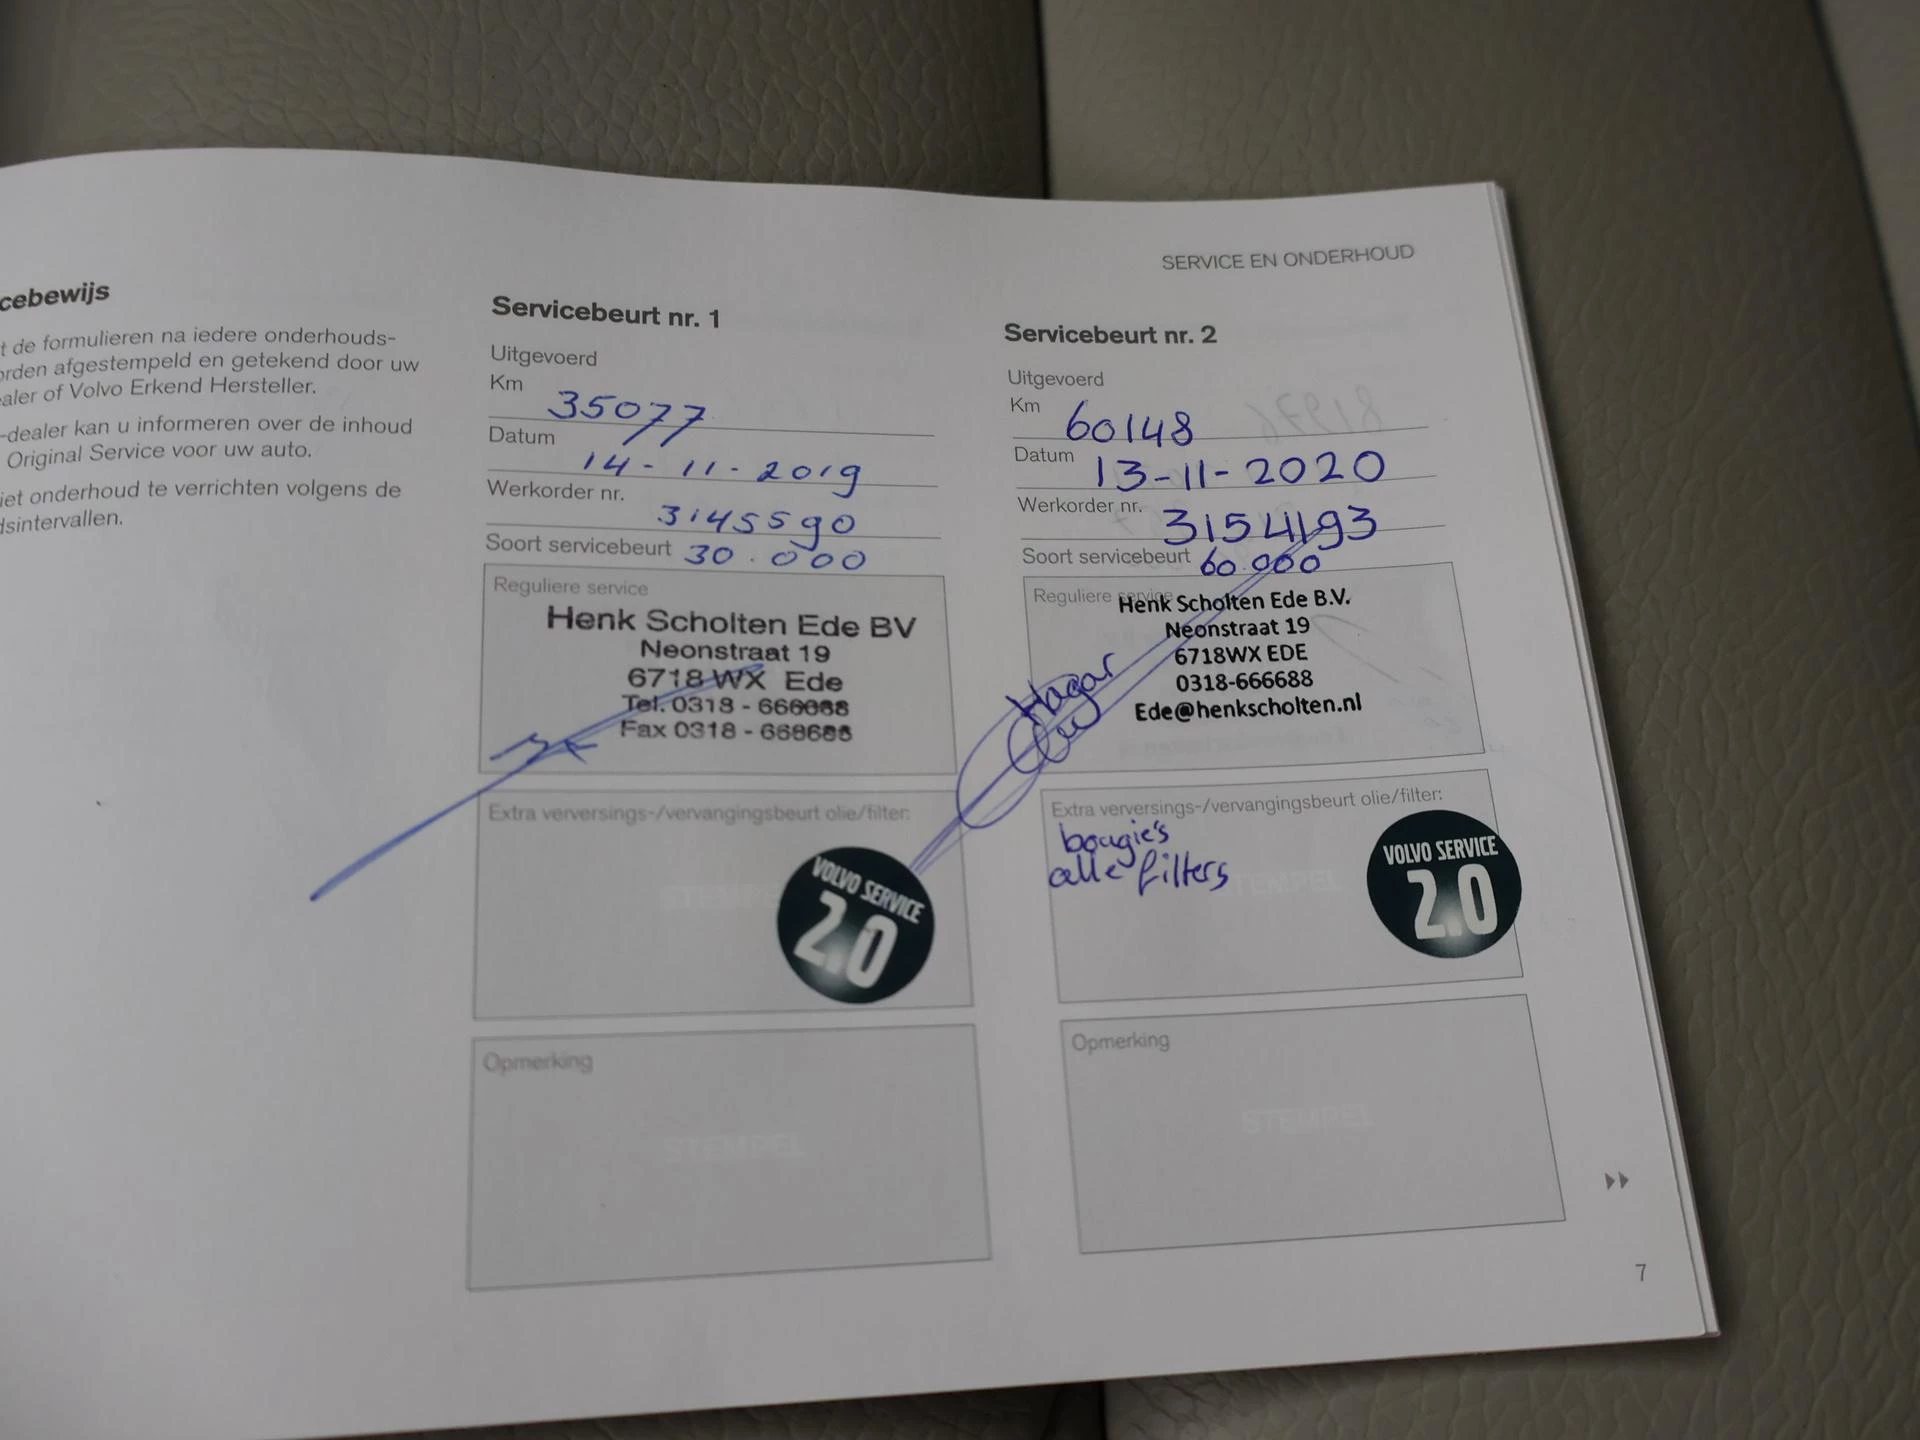 SERVICE EN ONDERHOUD
cebewijs
t de formulieren na iedere onderhouds-
orden afgestempeld en getekend door uw
ealer of Volvo Erkend Hersteller.
-dealer kan u informeren over de inhoud
Original Service voor uw auto.
iet onderhoud te verrichten volgens de
dsintervallen.
Servicebeurt nr. 1
Uitgevoerd
Km 35077
Datum 14-11-2019
Werkorder nr. 3145590
Soort servicebeurt 30.000
Reguliere service
Henk Scholten Ede BV
Neonstraat 19
6718 WX Ede
Tel. 0318 - 666688
Fax 0318 - 668686
Extra verversings-/vervangingsbeurt olie/filter:
STEMPEL
VOLVO SERVICE
2.0
Opmerking
STEMPEL
Servicebeurt nr. 2
Uitgevoerd
Km 60148
Datum 13-11-2020
Werkorder nr. 3154193
Soort servicebeurt 60.000
Reguliere service
Henk Scholten Ede B.V.
Neonstraat 19
6718WX EDE
0318-666688
Ede@henkscholten.nl
Hagar
Extra verversings-/vervangingsbeurt olie/filter:
bougie's
alle filters
STEMPEL
VOLVO SERVICE
2.0
Opmerking
STEMPEL
7